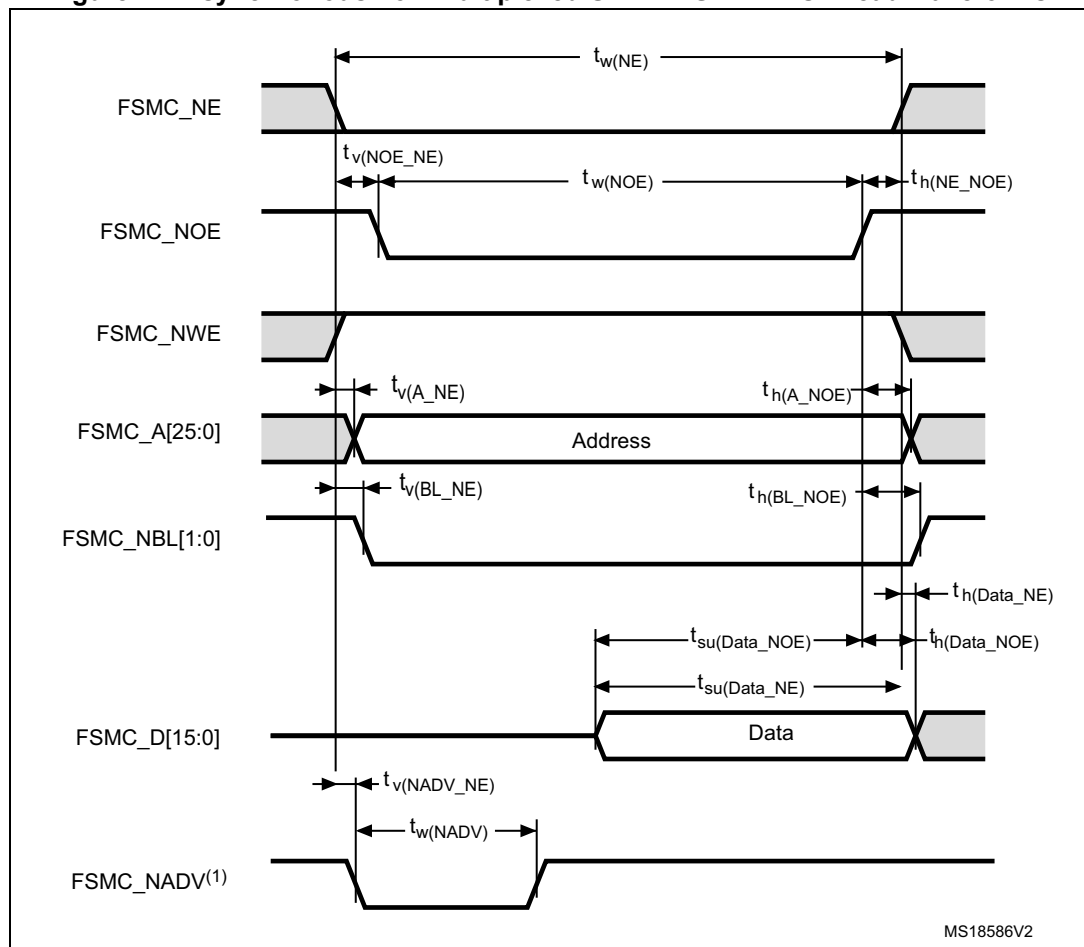 t_w(NE)
FSMC_NE
t_v(NOE_NE)
t_w(NOE)
t_h(NE_NOE)
FSMC_NOE
FSMC_NWE
t_v(A_NE)
t_h(A_NOE)
FSMC_A[25:0]
Address
t_v(BL_NE)
t_h(BL_NOE)
FSMC_NBL[1:0]
t_h(Data_NE)
t_su(Data_NOE)
t_h(Data_NOE)
t_su(Data_NE)
FSMC_D[15:0]
Data
t_v(NADV_NE)
t_w(NADV)
FSMC_NADV(1)
MS18586V2